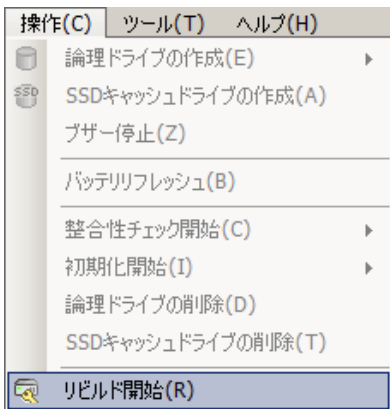 操作(C) ツール(T) ヘルプ(H)
論理ドライブの作成(E)
SSD
SSDキャッシュドライブの作成(A)
ブザー停止(Z)
バッテリリフレッシュ(B)
整合性チェック開始(C)
初期化開始(I)
論理ドライブの削除(D)
SSDキャッシュドライブの削除(T)
リビルド開始(R)